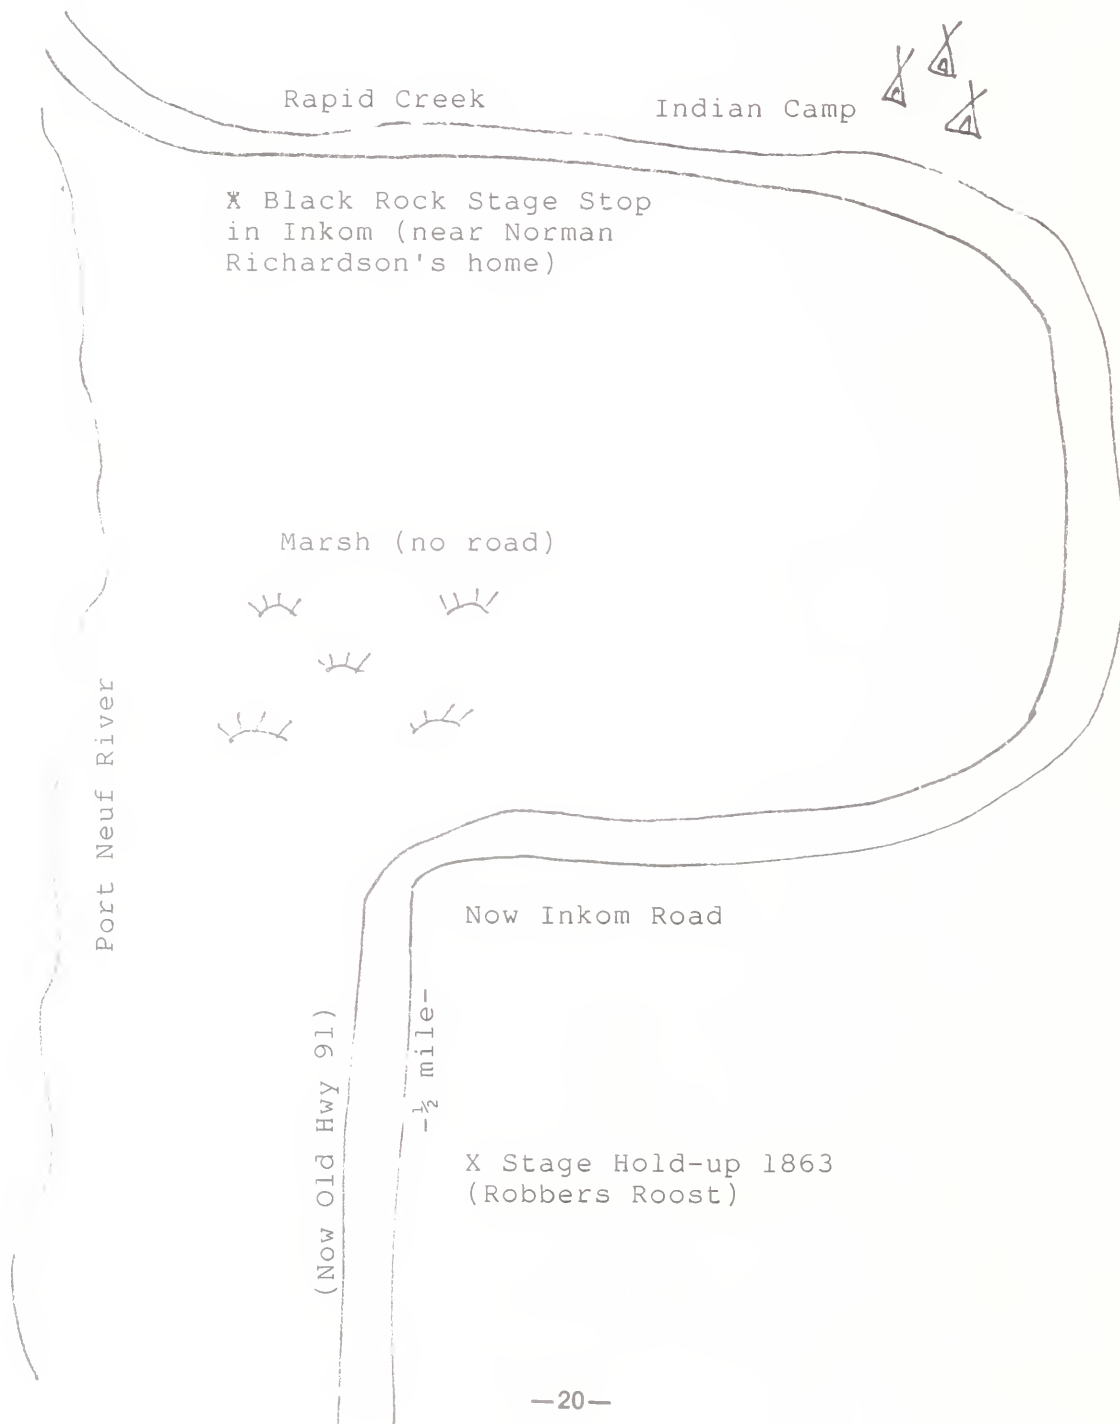 Rapid Creek
Indian Camp
X Black Rock Stage Stop
in Inkom (near Norman
Richardson's home)
Marsh (no road)
Port Neuf River
Now Inkom Road
(Now Old Hwy 91)
-½ mile-
X Stage Hold-up 1863
(Robbers Roost)
—20—